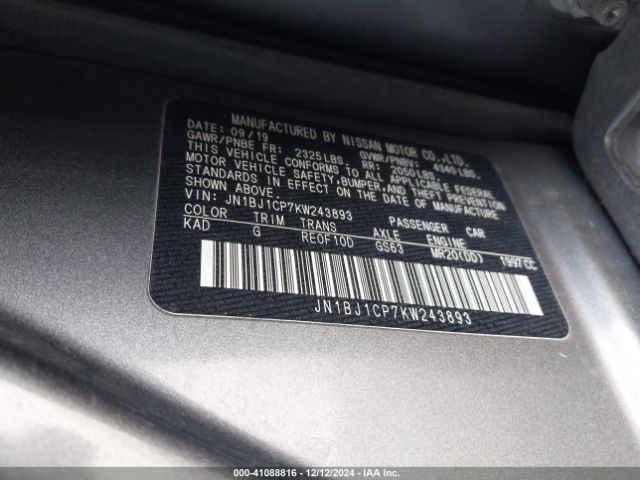 MANUFACTURED BY NISSAN MOTOR CO.,LTD.
DATE: 09/19 GVWR/PNBV: 4340LBS.
GAWR/PNBE FR: 2325LBS. RR: 2050LBS.
THIS VEHICLE CONFORMS TO ALL APPLICABLE FEDERAL
MOTOR VEHICLE SAFETY, BUMPER, AND THEFT PREVENTION
STANDARDS IN EFFECT ON THE DATE OF MANUFACTURE
SHOWN ABOVE.
VIN: JN1BJ1CP7KW243893 PASSENGER CAR
COLOR TRIM TRANS AXLE ENGINE
KAD G RE0F10D GS63 MR20(DD) 1997CC
JN1BJ1CP7KW243893
000-41088816 - 12/12/2024 - IAAI.COM